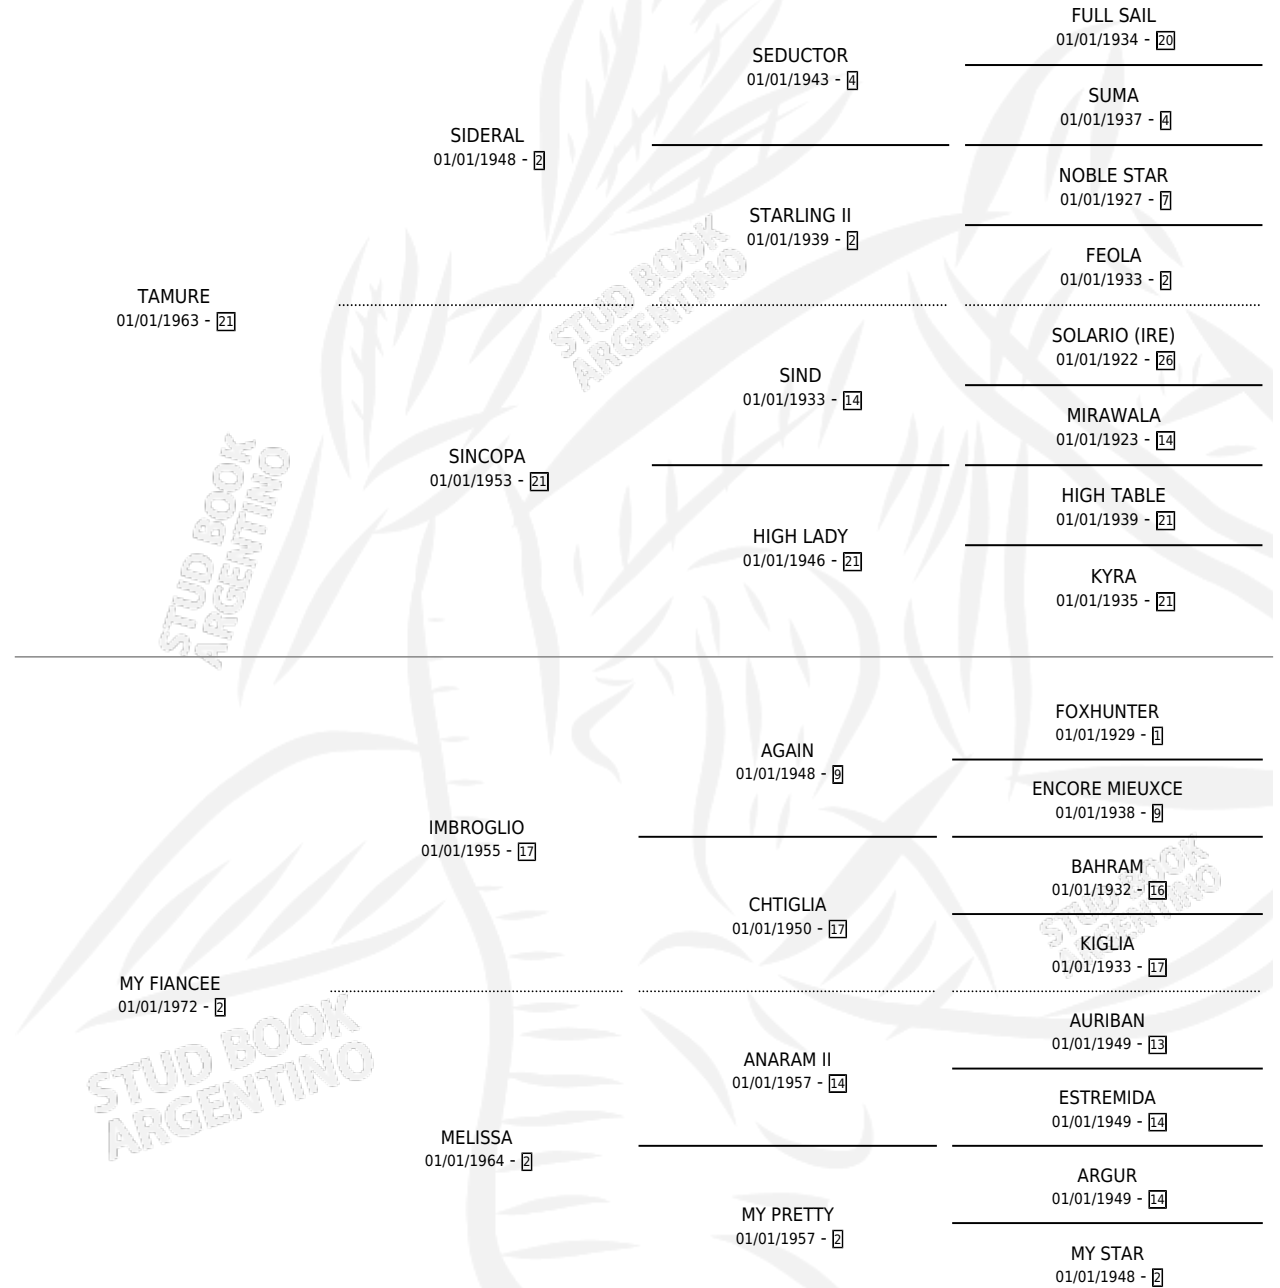 FULL SAIL
01/01/1934 - 20
SEDUCTOR
01/01/1943 - 4
SUMA
01/01/1937 - 4
SIDERAL
01/01/1948 - 2
NOBLE STAR
01/01/1927 - 7
STARLING II
01/01/1939 - 2
FEOLA
01/01/1933 - 2
TAMURE
01/01/1963 - 21
STUD BOOK
ARGENTINO
SOLARIO (IRE)
01/01/1922 - 26
SIND
01/01/1933 - 14
MIRAWALA
01/01/1923 - 14
SINCOPA
01/01/1953 - 21
HIGH TABLE
01/01/1939 - 21
HIGH LADY
01/01/1946 - 21
KYRA
01/01/1935 - 21
STUD BOOK
ARGENTINO
FOXHUNTER
01/01/1929 - 1
AGAIN
01/01/1948 - 9
ENCORE MIEUXCE
01/01/1938 - 9
IMBROGLIO
01/01/1955 - 17
BAHRAM
01/01/1932 - 16
CHTIGLIA
01/01/1950 - 17
KIGLIA
01/01/1933 - 17
STUD BOOK
ARGENTINO
MY FIANCEE
01/01/1972 - 2
AURIBAN
01/01/1949 - 13
ANARAM II
01/01/1957 - 14
ESTREMIDA
01/01/1949 - 14
STUD BOOK
ARGENTINO
MELISSA
01/01/1964 - 2
ARGUR
01/01/1949 - 14
MY PRETTY
01/01/1957 - 2
MY STAR
01/01/1948 - 2